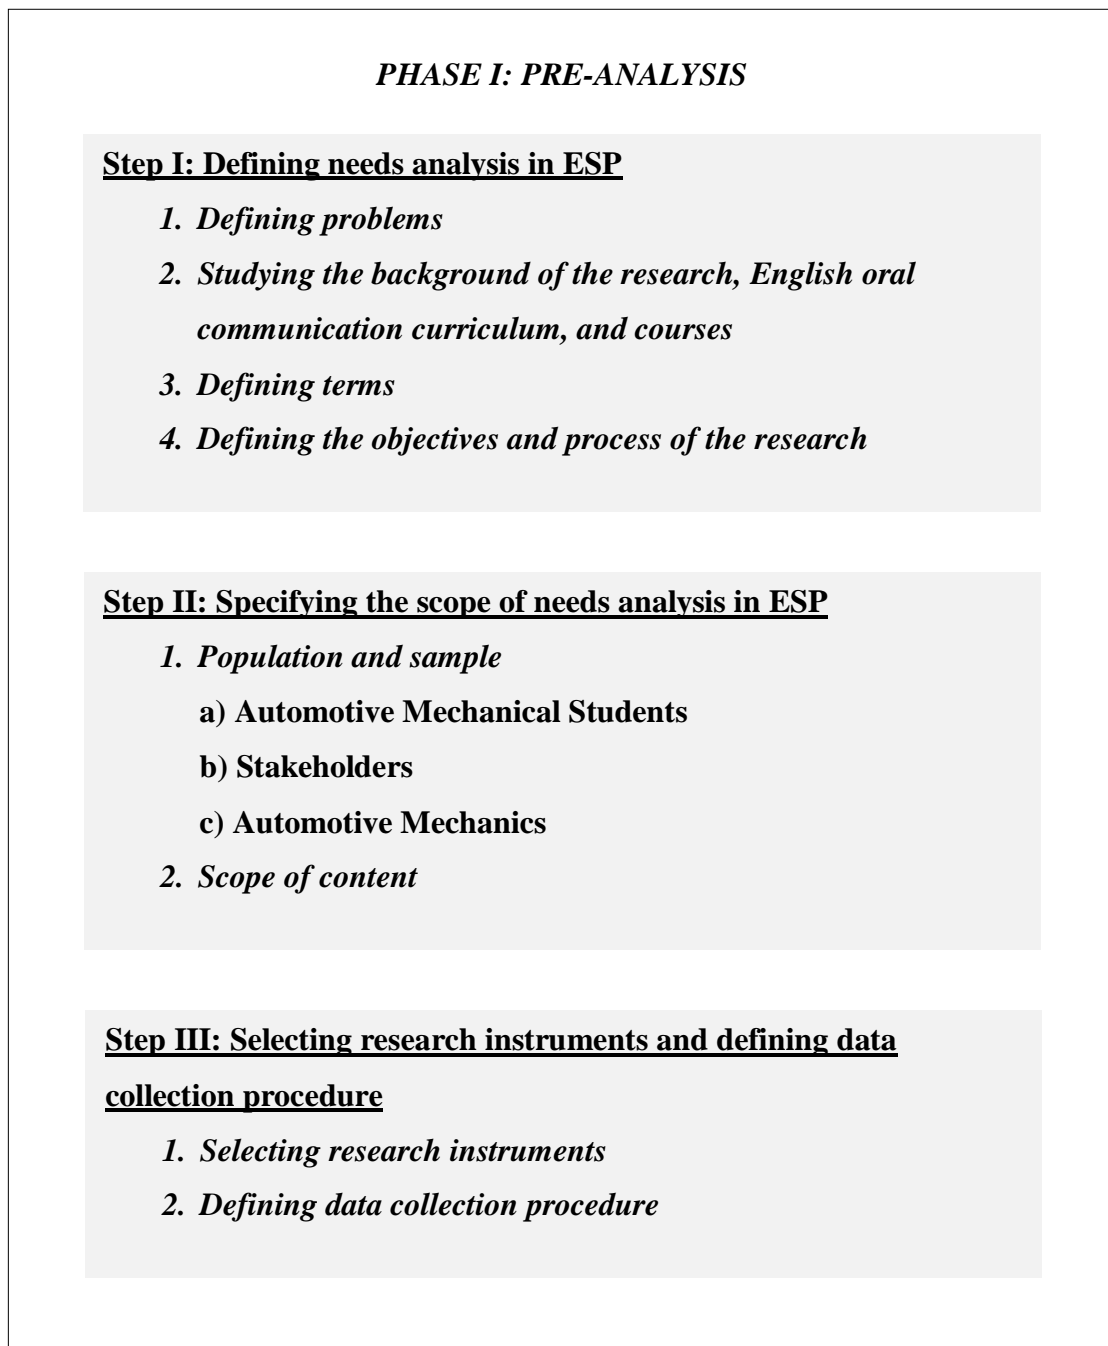 PHASE I: PRE-ANALYSIS
Step I: Defining needs analysis in ESP
1. Defining problems
2. Studying the background of the research, English oral
communication curriculum, and courses
3. Defining terms
4. Defining the objectives and process of the research
Step II: Specifying the scope of needs analysis in ESP
1. Population and sample
a) Automotive Mechanical Students
b) Stakeholders
c) Automotive Mechanics
2. Scope of content
Step III: Selecting research instruments and defining data
collection procedure
1. Selecting research instruments
2. Defining data collection procedure